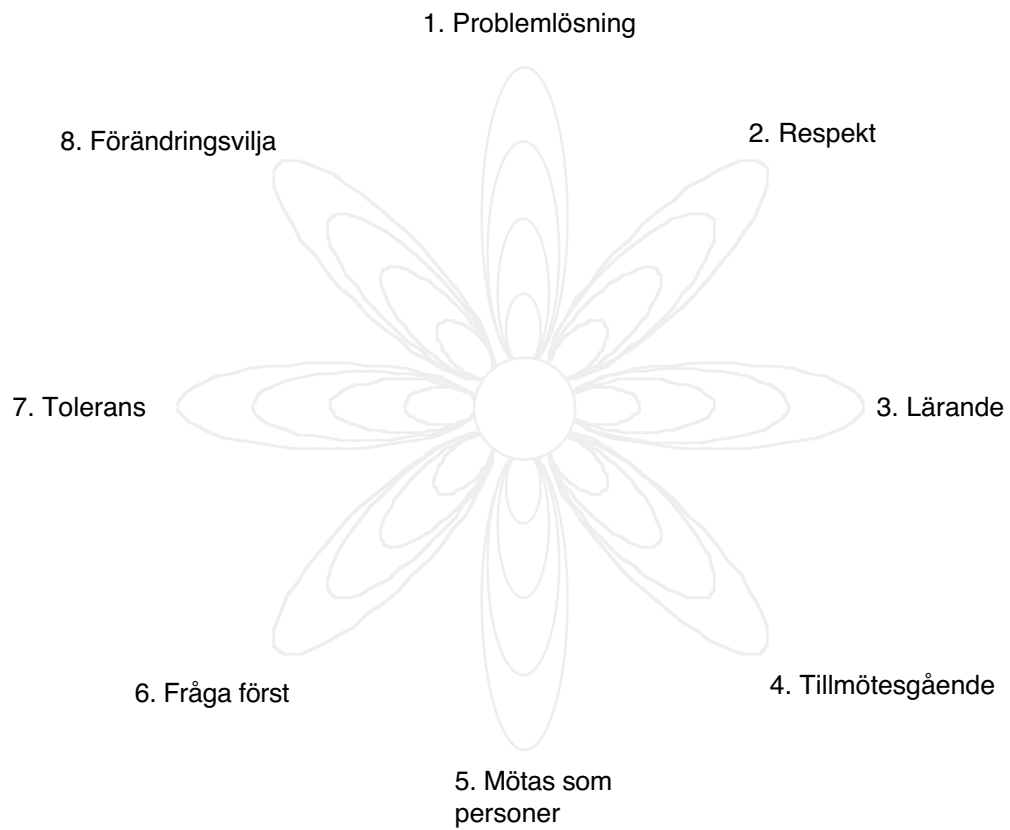 1. Problemlösning
2. Respekt
8. Förändringsvilja
7. Tolerans
3. Lärande
4. Tillmötesgående
6. Fråga först
5. Mötas som
personer